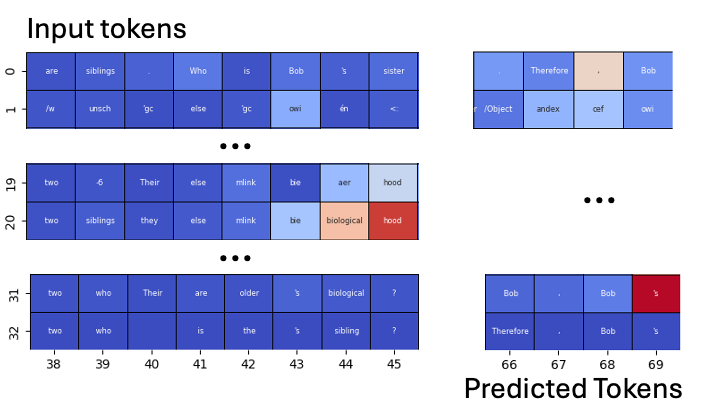 Input tokens
0 are siblings . Who is Bob 's sister . Therefore , Bob
1 /w unsch 'gc else 'gc owi én <: r /Object andex cef owi
•••
19 two -6 Their else mlink bie aer hood
20 two siblings they else mlink bie biological hood
•••
•••
31 two who Their are older 's biological ? Bob , Bob 's
32 two who is the 's sibling ? Therefore , Bob 's
38 39 40 41 42 43 44 45 66 67 68 69
Predicted Tokens